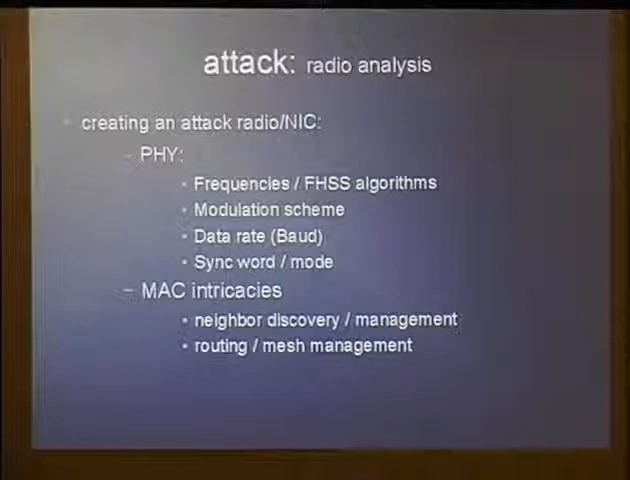 attack: radio analysis
creating an attack radio/NIC:
– PHY:
• Frequencies / FHSS algorithms
• Modulation scheme
• Data rate (Baud)
• Sync word / mode
– MAC intricacies
• neighbor discovery / management
• routing / mesh management